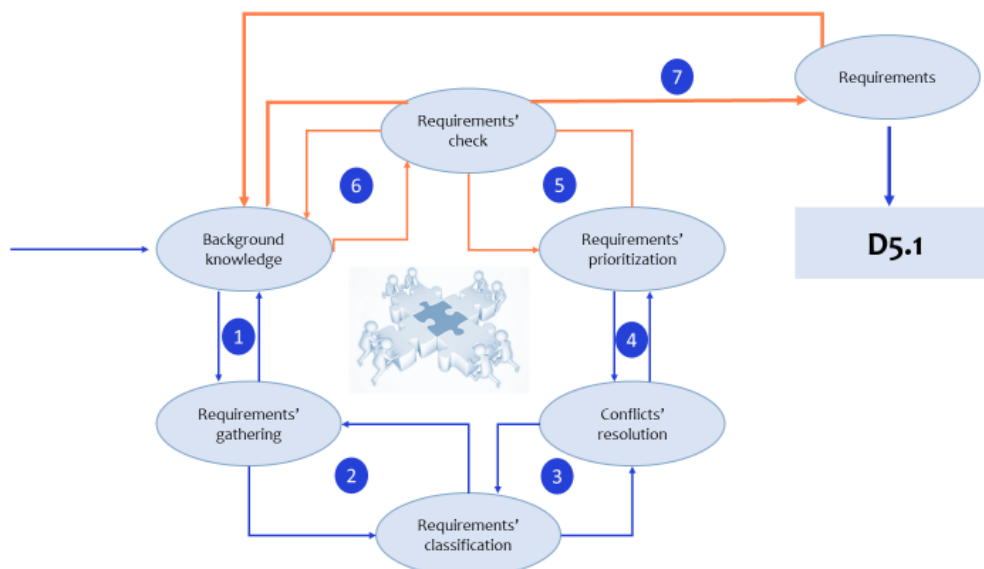 7
Requirements
Requirements'
check
6
5
Background
knowledge
Requirements'
prioritization
D5.1
1
4
Requirements'
gathering
Conflicts'
resolution
2
3
Requirements'
classification